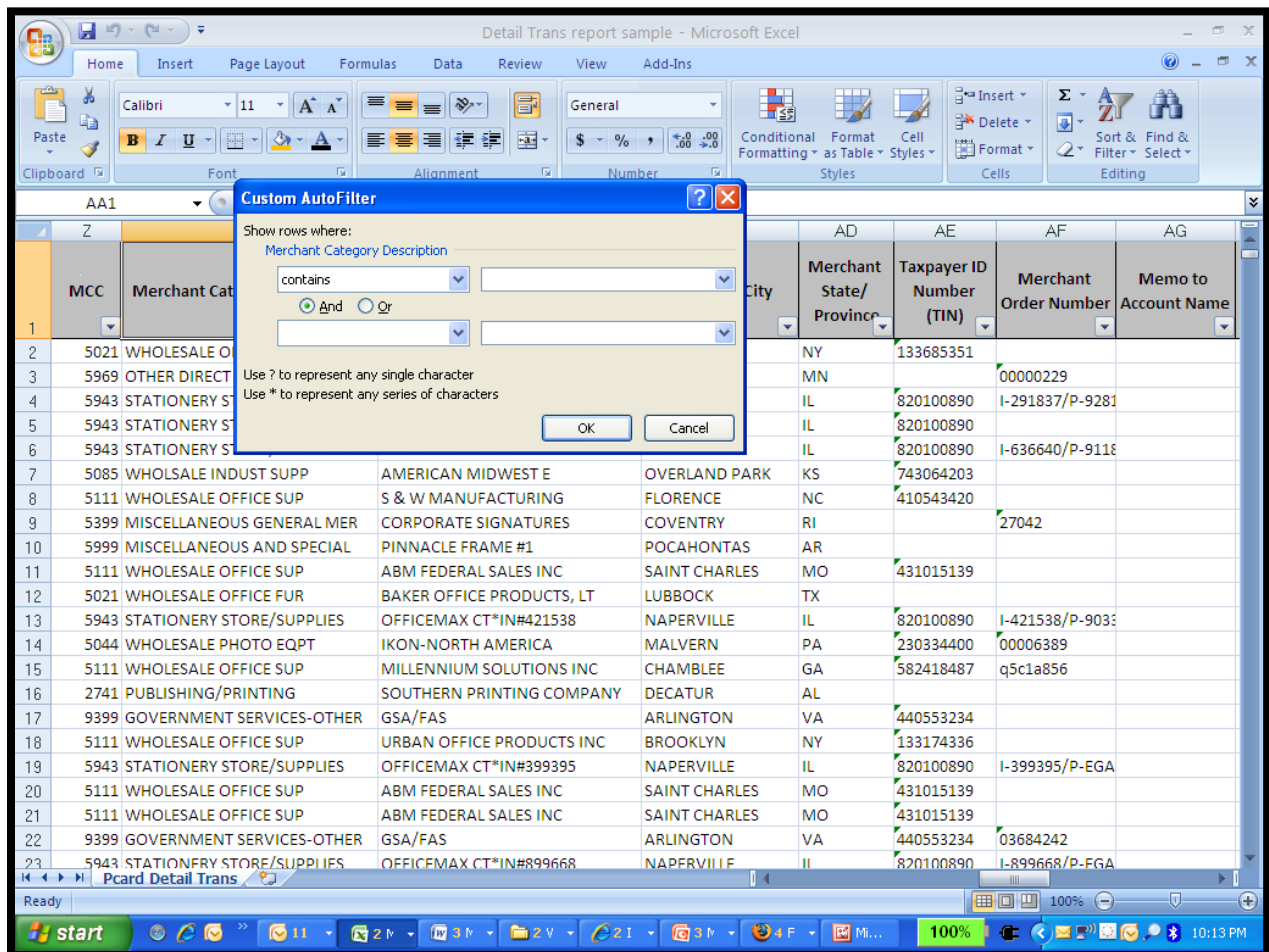 Detail Trans report sample - Microsoft Excel
Home Insert Page Layout Formulas Data Review View Add-Ins
Calibri 11 A A General Σ Insert Sort & Find &
Paste B I U A $ % , .0 .00 .00 .0 Conditional Format Cell Delete Filter Select
Formatting as Table Styles Format
Clipboard Font Alignment Number Styles Cells Editing
AA1
Custom AutoFilter ?
Show rows where:
Merchant Category Description
contains
And Or
Use ? to represent any single character
Use * to represent any series of characters
OK Cancel
Z AD AE AF AG
1 MCC Merchant Cat City Merchant State/ Province Taxpayer ID Number (TIN) Merchant Order Number Memo to Account Name
2 5021 WHOLESALE O NY 133685351
3 5969 OTHER DIRECT MN 00000229
4 5943 STATIONERY ST IL 820100890 I-291837/P-9281
5 5943 STATIONERY ST IL 820100890
6 5943 STATIONERY ST IL 820100890 I-636640/P-9118
7 5085 WHOLSALE INDUST SUPP AMERICAN MIDWEST E OVERLAND PARK KS 743064203
8 5111 WHOLESALE OFFICE SUP S & W MANUFACTURING FLORENCE NC 410543420
9 5399 MISCELLANEOUS GENERAL MER CORPORATE SIGNATURES COVENTRY RI 27042
10 5999 MISCELLANEOUS AND SPECIAL PINNACLE FRAME #1 POCAHONTAS AR
11 5111 WHOLESALE OFFICE SUP ABM FEDERAL SALES INC SAINT CHARLES MO 431015139
12 5021 WHOLESALE OFFICE FUR BAKER OFFICE PRODUCTS, LT LUBBOCK TX
13 5943 STATIONERY STORE/SUPPLIES OFFICEMAX CT*IN#421538 NAPERVILLE IL 820100890 I-421538/P-9033
14 5044 WHOLESALE PHOTO EQPT IKON-NORTH AMERICA MALVERN PA 230334400 00006389
15 5111 WHOLESALE OFFICE SUP MILLENNIUM SOLUTIONS INC CHAMBLEE GA 582418487 q5c1a856
16 2741 PUBLISHING/PRINTING SOUTHERN PRINTING COMPANY DECATUR AL
17 9399 GOVERNMENT SERVICES-OTHER GSA/FAS ARLINGTON VA 440553234
18 5111 WHOLESALE OFFICE SUP URBAN OFFICE PRODUCTS INC BROOKLYN NY 133174336
19 5943 STATIONERY STORE/SUPPLIES OFFICEMAX CT*IN#399395 NAPERVILLE IL 820100890 I-399395/P-EGA
20 5111 WHOLESALE OFFICE SUP ABM FEDERAL SALES INC SAINT CHARLES MO 431015139
21 5111 WHOLESALE OFFICE SUP ABM FEDERAL SALES INC SAINT CHARLES MO 431015139
22 9399 GOVERNMENT SERVICES-OTHER GSA/FAS ARLINGTON VA 440553234 03684242
23 5943 STATIONERY STORE/SUPPLIES OFFICEMAX CT*IN#899668 NAPERVILLE IL 820100890 I-899668/P-EGA
Pcard Detail Trans
Ready 100%
start 11 2 3 2 V 2 I 3 4 F Mi... 100% 10:13 PM